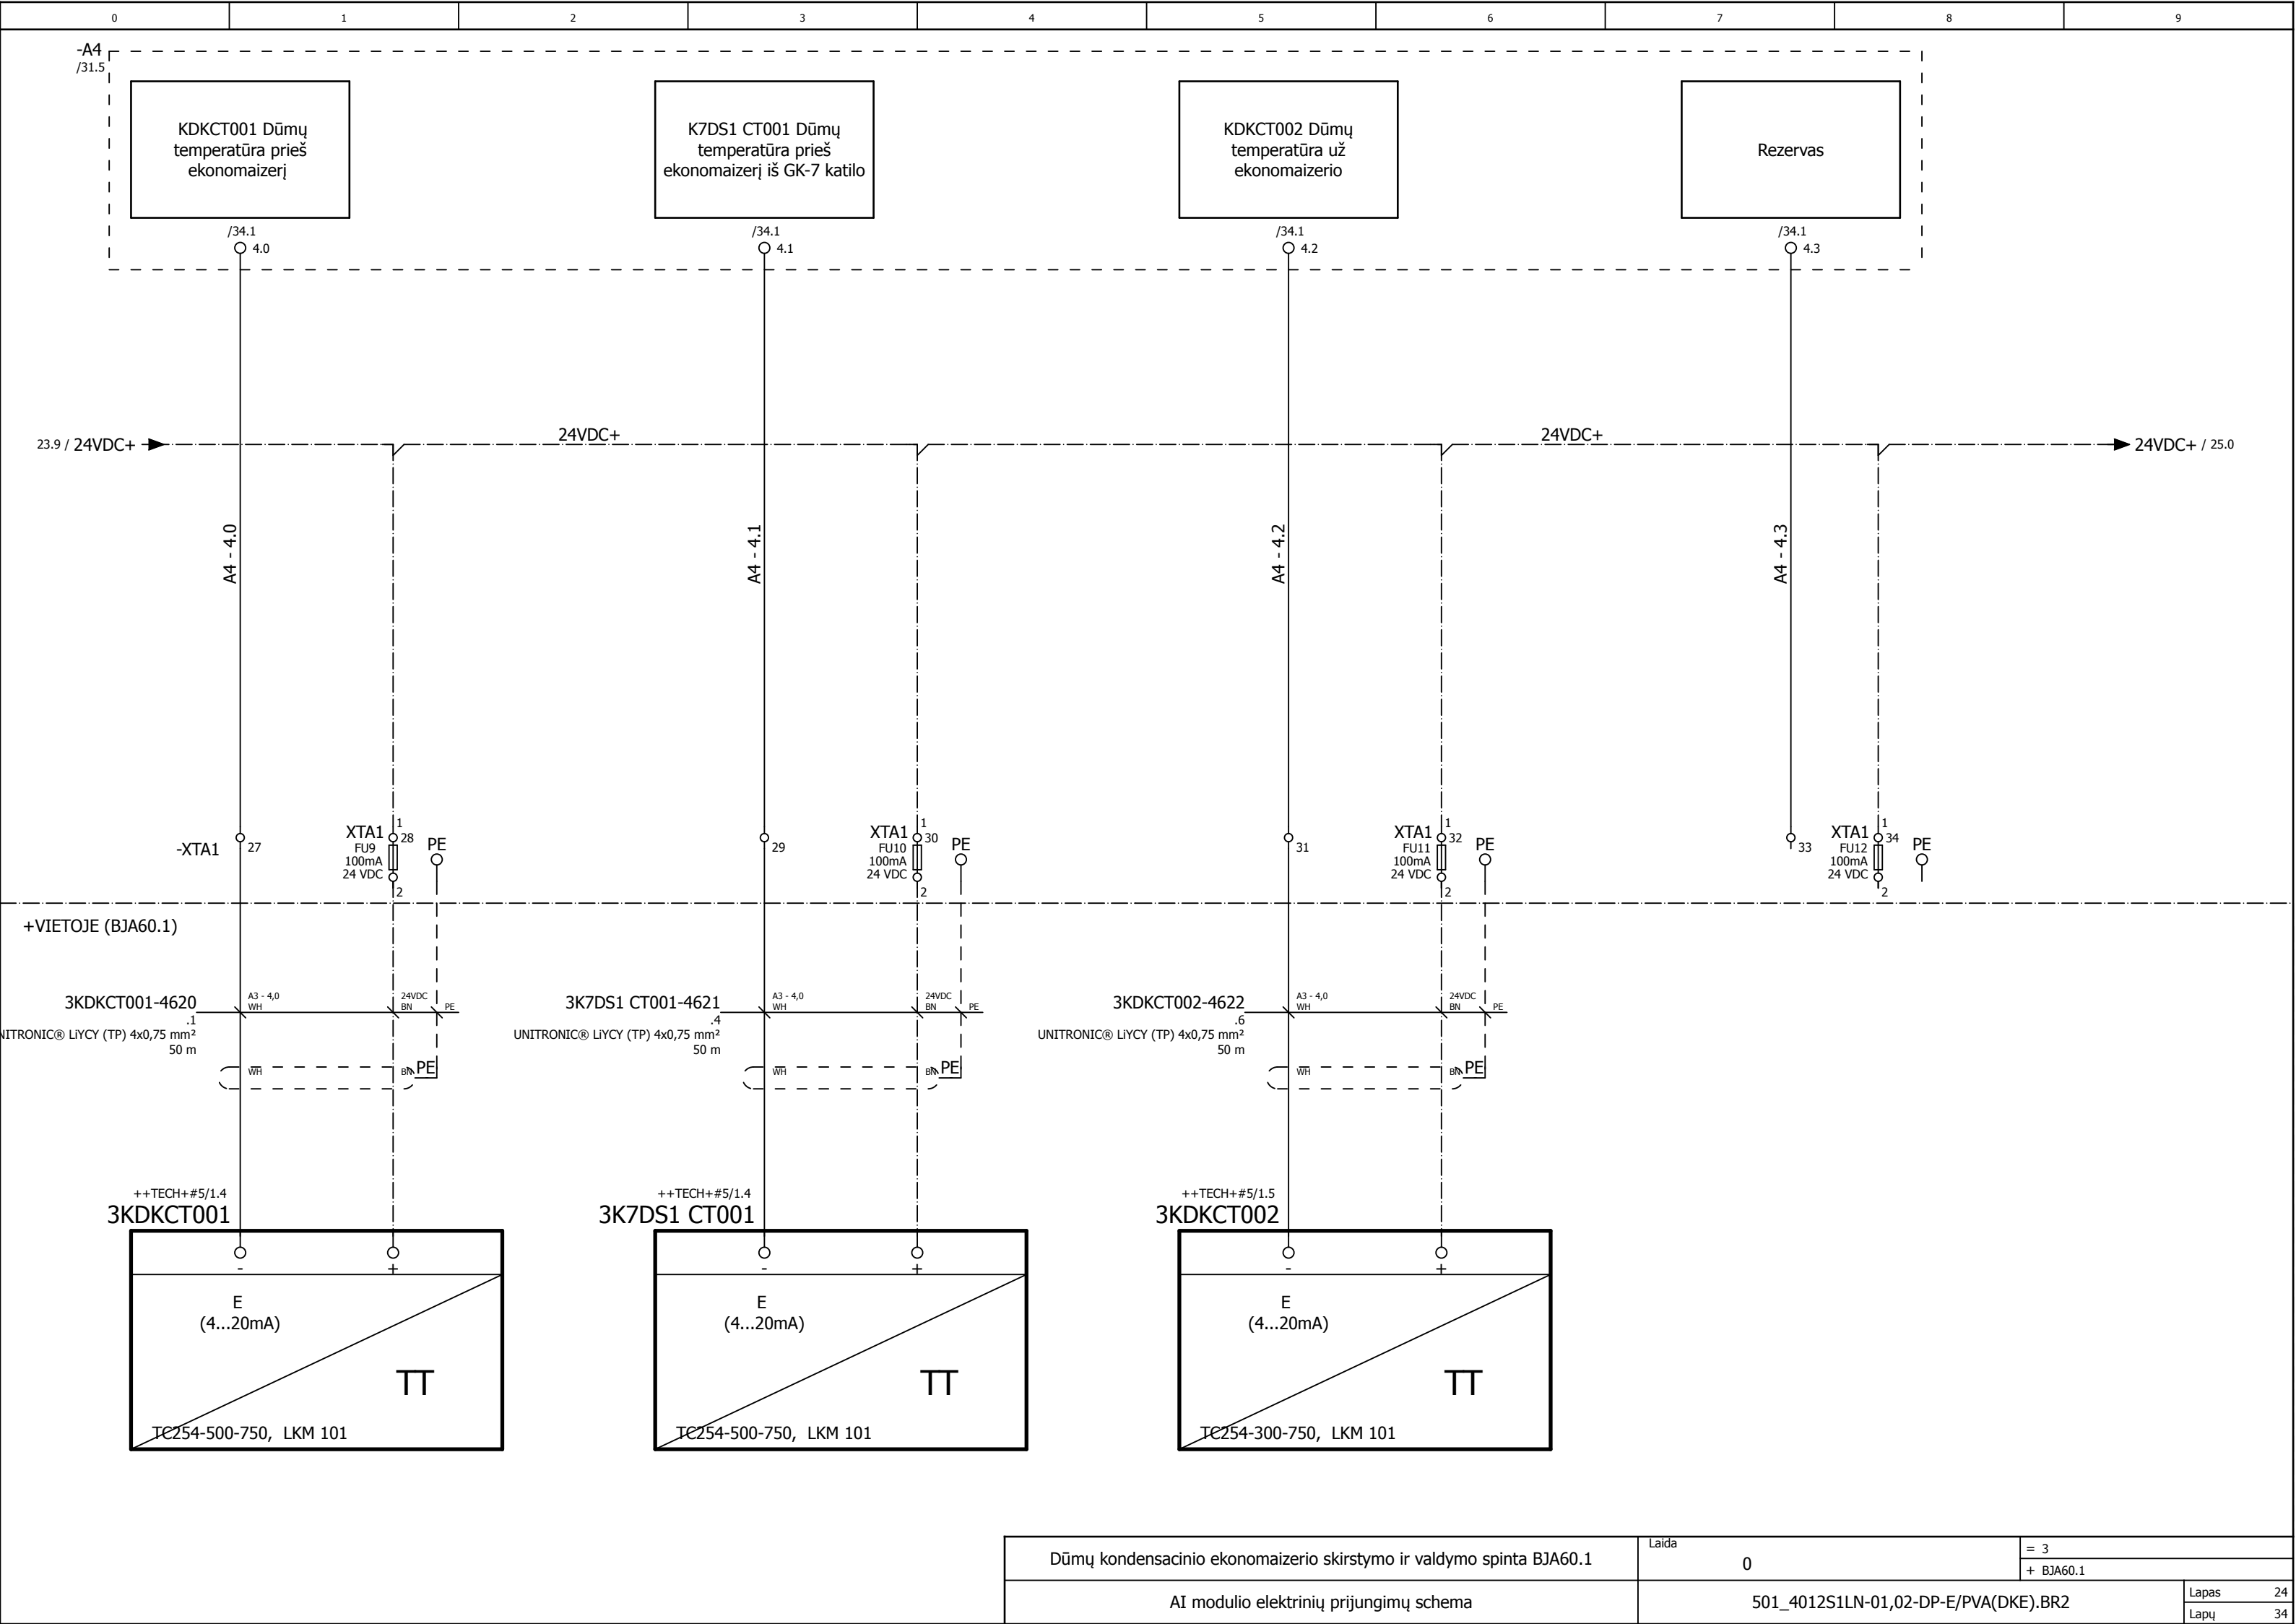 0 1 2 3 4 5 6 7 8 9
-A4
/31.5
KDKCT001 Dūmų
temperatūra prieš
ekonomaizerį
K7DS1 CT001 Dūmų
temperatūra prieš
ekonomaizerį iš GK-7 katilo
KDKCT002 Dūmų
temperatūra už
ekonomaizerio
Rezervas
/34.1 /34.1 /34.1 /34.1
4.0 4.1 4.2 4.3
23.9 / 24VDC+ 24VDC+ 24VDC+ 24VDC+ / 25.0
A4 - 4.0
A4 - 4.1
A4 - 4.2
A4 - 4.3
-XTA1 27
XTA1 1
28
FU9
100mA
24 VDC
2
PE
29
XTA1 1
30
FU10
100mA
24 VDC
2
PE
31
XTA1 1
32
FU11
100mA
24 VDC
2
PE
33
XTA1 1
34
FU12
100mA
24 VDC
2
PE
+VIETOJE (BJA60.1)
3KDKCT001-4620
.1
NITRONIC® LiYCY (TP) 4x0,75 mm²
50 m
A3 - 4,0
WH
24VDC
BN
PE
WH BN PE
3K7DS1 CT001-4621
.4
UNITRONIC® LiYCY (TP) 4x0,75 mm²
50 m
A3 - 4,0
WH
24VDC
BN
PE
WH BN PE
3KDKCT002-4622
.6
UNITRONIC® LiYCY (TP) 4x0,75 mm²
50 m
A3 - 4,0
WH
24VDC
BN
PE
WH BN PE
++TECH+#5/1.4
3KDKCT001
- +
E
(4...20mA)
TT
TC254-500-750, LKM 101
++TECH+#5/1.4
3K7DS1 CT001
- +
E
(4...20mA)
TT
TC254-500-750, LKM 101
++TECH+#5/1.5
3KDKCT002
- +
E
(4...20mA)
TT
TC254-300-750, LKM 101
Dūmų kondensacinio ekonomaizerio skirstymo ir valdymo spinta BJA60.1
Laida
0
= 3
+ BJA60.1
AI modulio elektrinių prijungimų schema
501_4012S1LN-01,02-DP-E/PVA(DKE).BR2
Lapas 24
Lapų 34